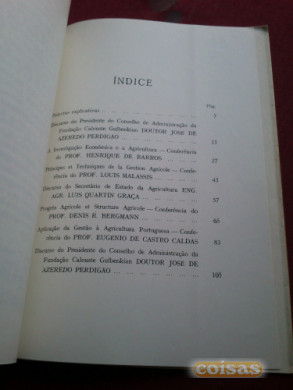 ÍNDICE
Pág.
Palavras explicativas ... 7
Discurso do Presidente do Conselho de Administração da
Fundação Calouste Gulbenkian DOUTOR JOSÉ DE
AZEREDO PERDIGÃO ... 11
A Investigação Económica e a Agricultura — Conferência
do PROF. HENRIQUE DE BARROS ... 27
Principes et Techniques de la Gestion Agricole — Confe-
rência do PROF. LOUIS MALASSIS ... 43
Discurso do Secretário de Estado da Agricultura ENG.
AGR. LUIS QUARTIN GRAÇA ... 57
Progrès Agricole et Structure Agricole — Conferência do
PROF. DENIS R. BERGMANN ... 65
Aplicação da Gestão à Agricultura Portuguesa — Confe-
rência do PROF. EUGÉNIO DE CASTRO CALDAS ... 83
Discurso do Presidente do Conselho de Administração da
Fundação Calouste Gulbenkian DOUTOR JOSÉ DE
AZEREDO PERDIGÃO ... 105
coisas